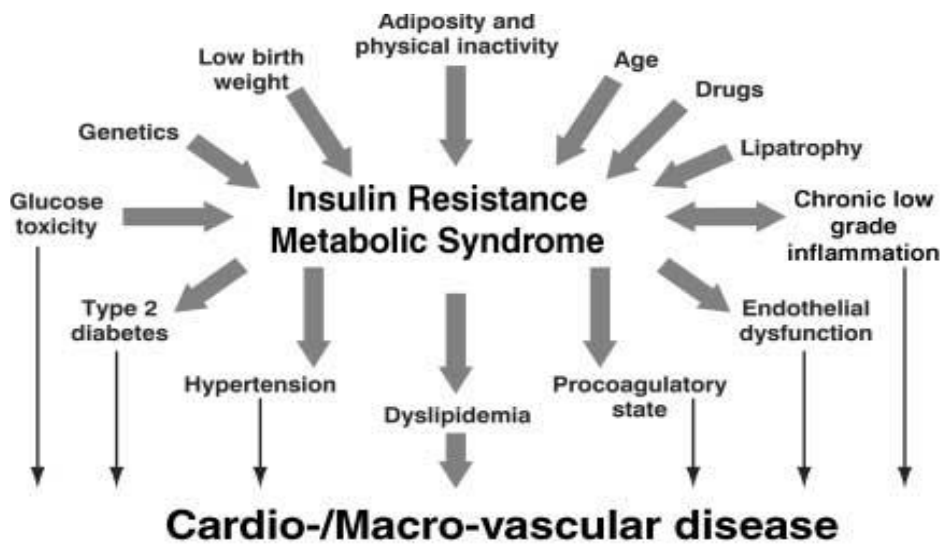 Adiposity and
physical inactivity
Low birth
weight
Age
Drugs
Genetics
Lipatrophy
Glucose
toxicity
Insulin Resistance
Metabolic Syndrome
Chronic low
grade
inflammation
Type 2
diabetes
Endothelial
dysfunction
Hypertension
Dyslipidemia
Procoagulatory
state
Cardio-/Macro-vascular disease